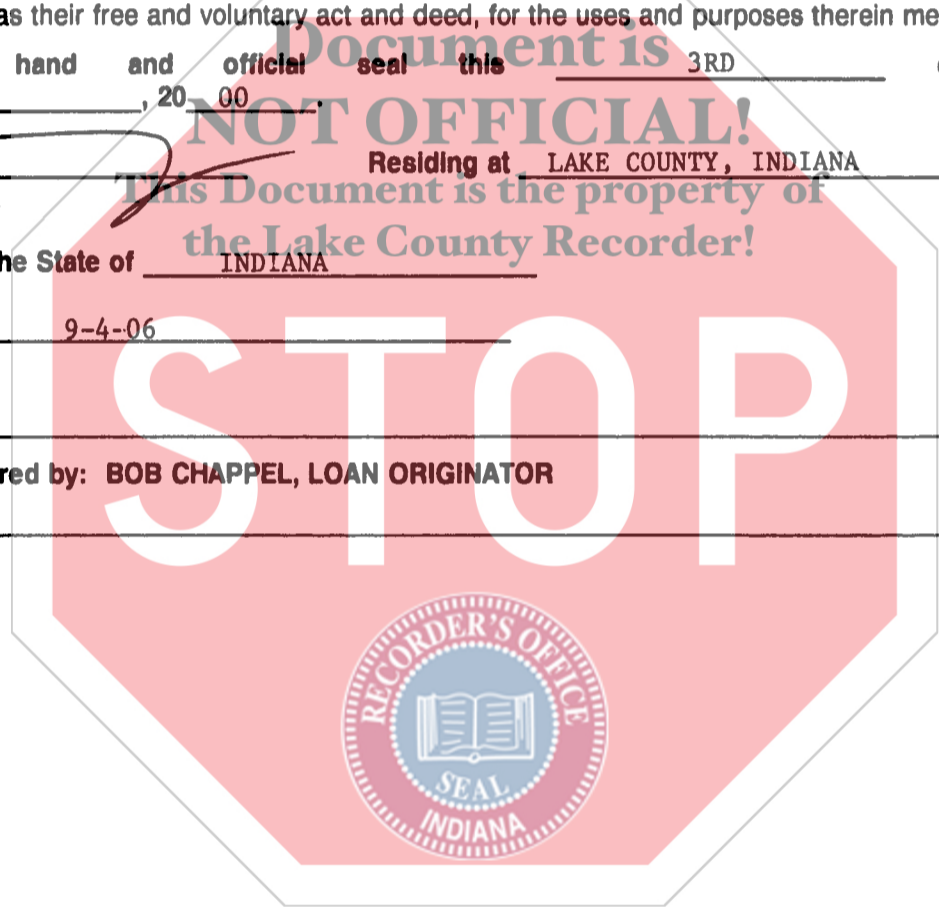 as their free and voluntary act and deed, for the uses and purposes therein me
Document is
hand and official seal this 3RD
, 20 00 .
NOT OFFICIAL!
Residing at LAKE COUNTY, INDIANA
This Document is the property of
the Lake County Recorder!
he State of INDIANA
9-4-06
STOP
red by: BOB CHAPPEL, LOAN ORIGINATOR
RECORDER'S OFFICE
SEAL
INDIANA